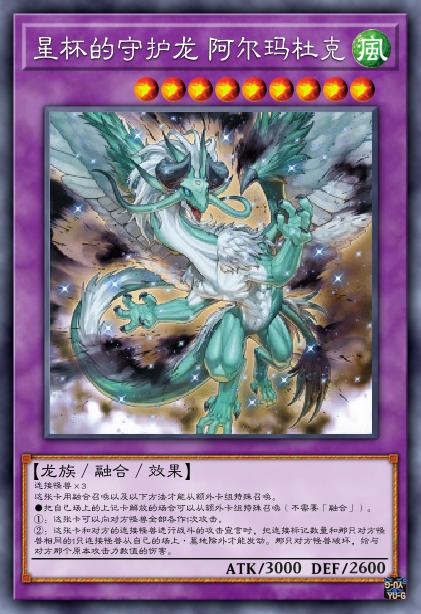 星杯的守护龙 阿尔玛杜克
風
【龙族／融合／效果】
连接怪兽×3
这张卡用融合召唤以及以下方法才能从额外卡组特殊召唤。
●把自己场上的上记卡解放的场合可以从额外卡组特殊召唤（不需要「融合」）。
①：这张卡可以向对方怪兽全部各作1次攻击。
②：这张卡和对方的连接怪兽进行战斗的攻击宣言时，把连接标记数量和那只对方怪
兽相同的1只连接怪兽从自己的场上·墓地除外才能发动。那只对方怪兽破坏，给与
对方那个原本攻击力数值的伤害。
ATK/3000 DEF/2600